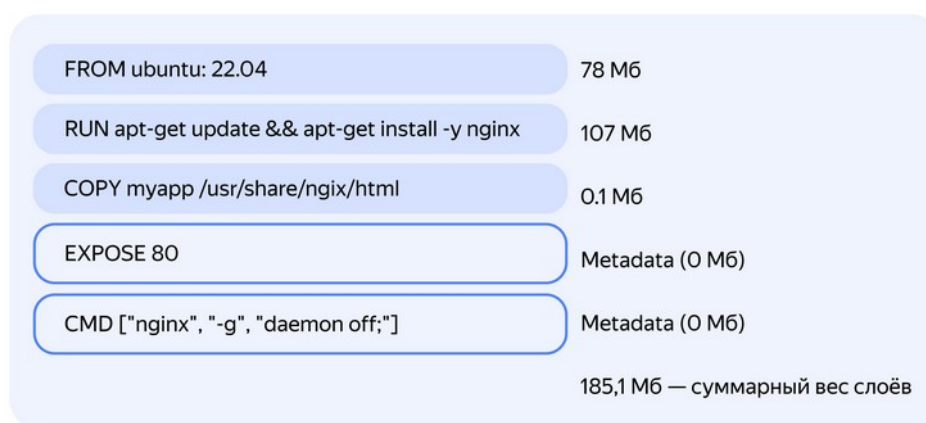 FROM ubuntu: 22.04 78 Мб
RUN apt-get update && apt-get install -y nginx 107 Мб
COPY myapp /usr/share/ngix/html 0.1 Мб
EXPOSE 80 Metadata (0 Мб)
CMD ["nginx", "-g", "daemon off;"] Metadata (0 Мб)
185,1 Мб — суммарный вес слоёв